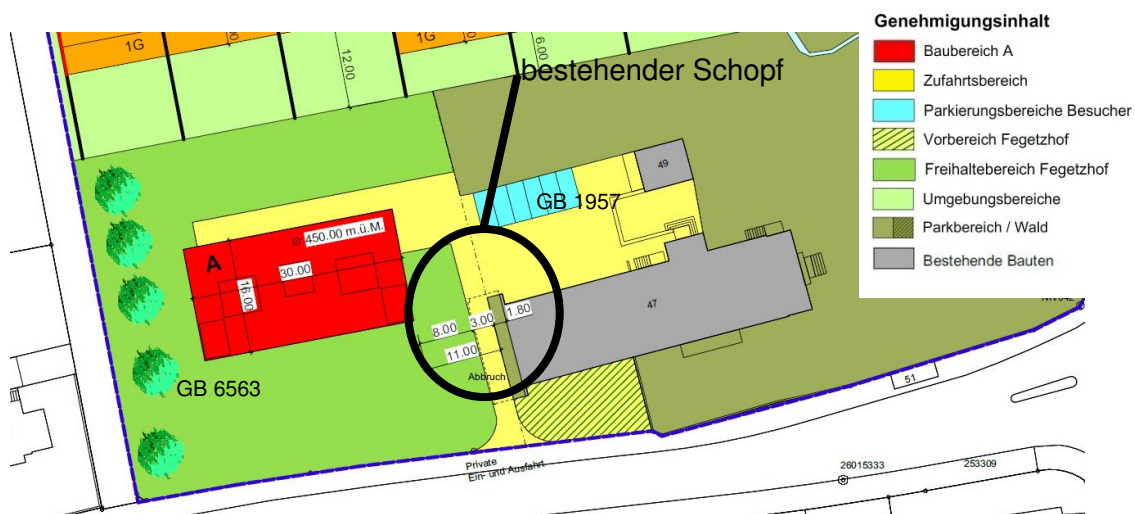 Genehmigungsinhalt
Baubereich A
Zufahrtsbereich
Parkierungsbereiche Besucher
Vorbereich Fegetzhof
Freihaltebereich Fegetzhof
Umgebungsbereiche
Parkbereich / Wald
Bestehende Bauten
1G
1G
6.00
12.00
bestehender Schopf
49
GB 1957
450.00 m.ü.M.
A
30.00
16.00
47
8.00
3.00
1.80
11.00
Abbruch
GB 6563
51
Private
Ein- und Ausfahrt
26015333
253309